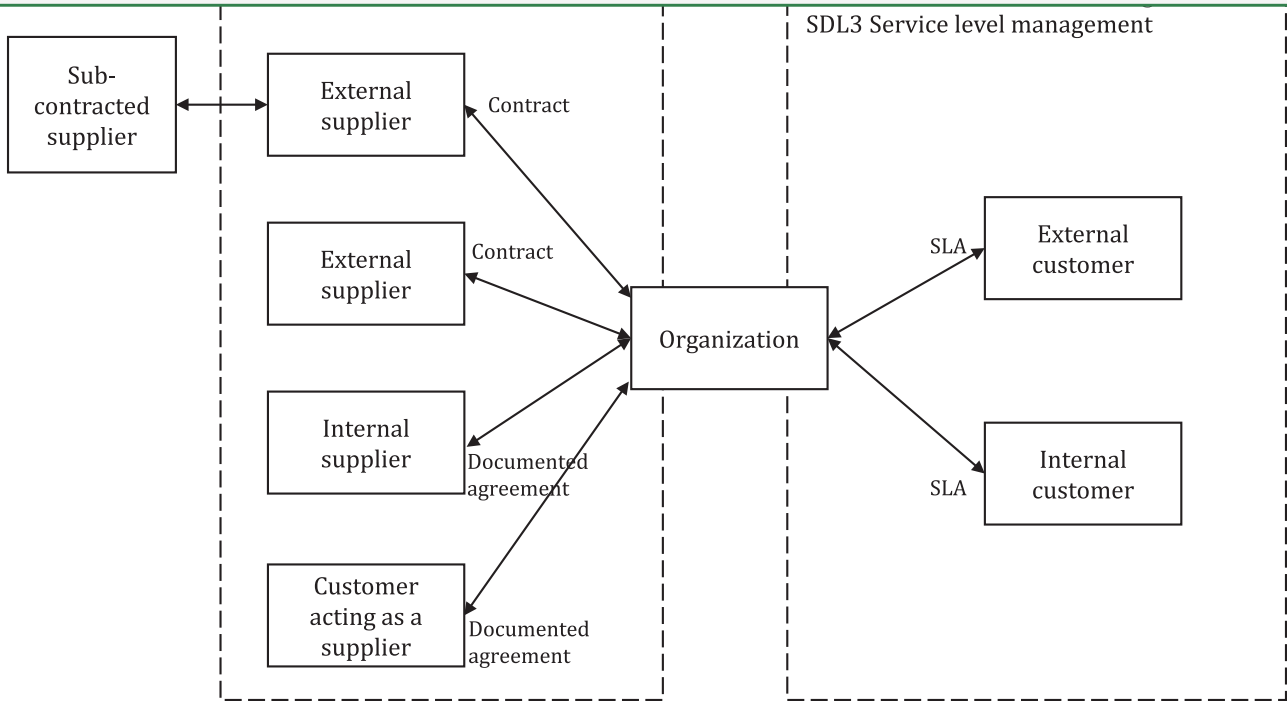 SDL3 Service level management
Sub-
contracted
supplier
External
supplier
Contract
External
supplier
Contract
Internal
supplier
Documented
agreement
Customer
acting as a
supplier
Documented
agreement
Organization
SLA
External
customer
SLA
Internal
customer